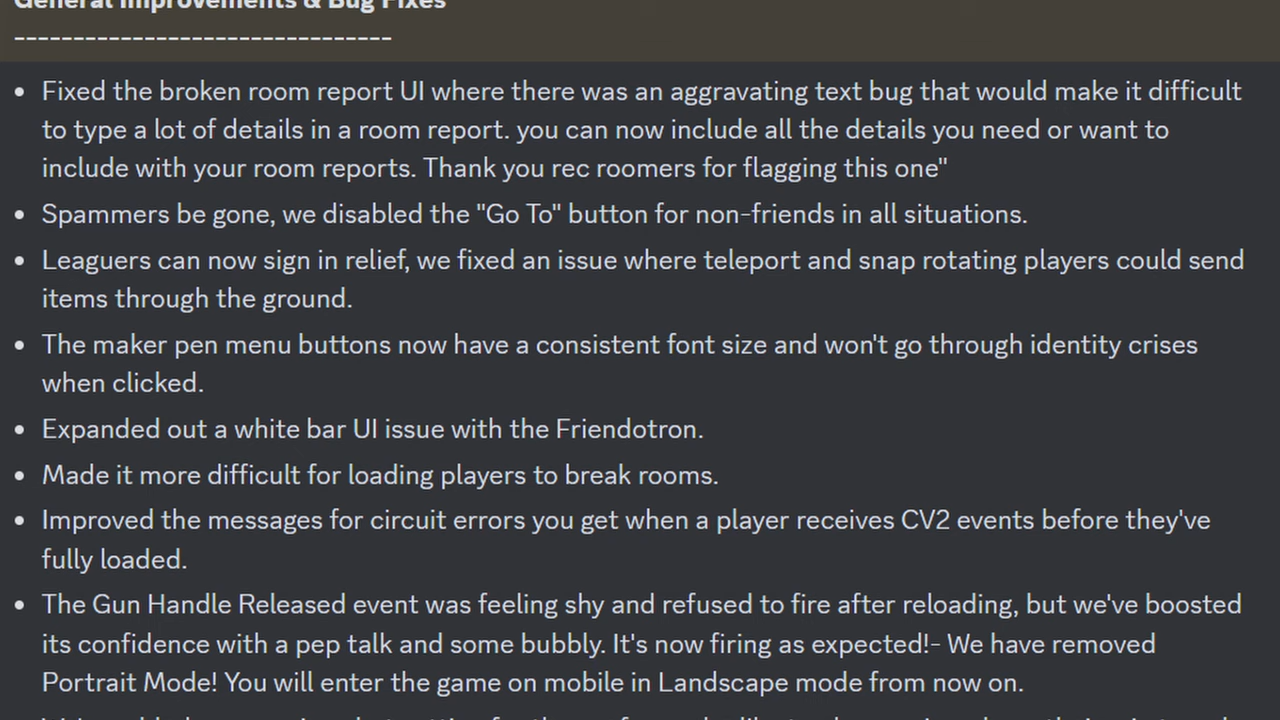 General Improvements & Bug Fixes
--------------------------------
• Fixed the broken room report UI where there was an aggravating text bug that would make it difficult
to type a lot of details in a room report. you can now include all the details you need or want to
include with your room reports. Thank you rec roomers for flagging this one"
• Spammers be gone, we disabled the "Go To" button for non-friends in all situations.
• Leaguers can now sign in relief, we fixed an issue where teleport and snap rotating players could send
items through the ground.
• The maker pen menu buttons now have a consistent font size and won't go through identity crises
when clicked.
• Expanded out a white bar UI issue with the Friendotron.
• Made it more difficult for loading players to break rooms.
• Improved the messages for circuit errors you get when a player receives CV2 events before they've
fully loaded.
• The Gun Handle Released event was feeling shy and refused to fire after reloading, but we've boosted
its confidence with a pep talk and some bubbly. It's now firing as expected!- We have removed
Portrait Mode! You will enter the game on mobile in Landscape mode from now on.